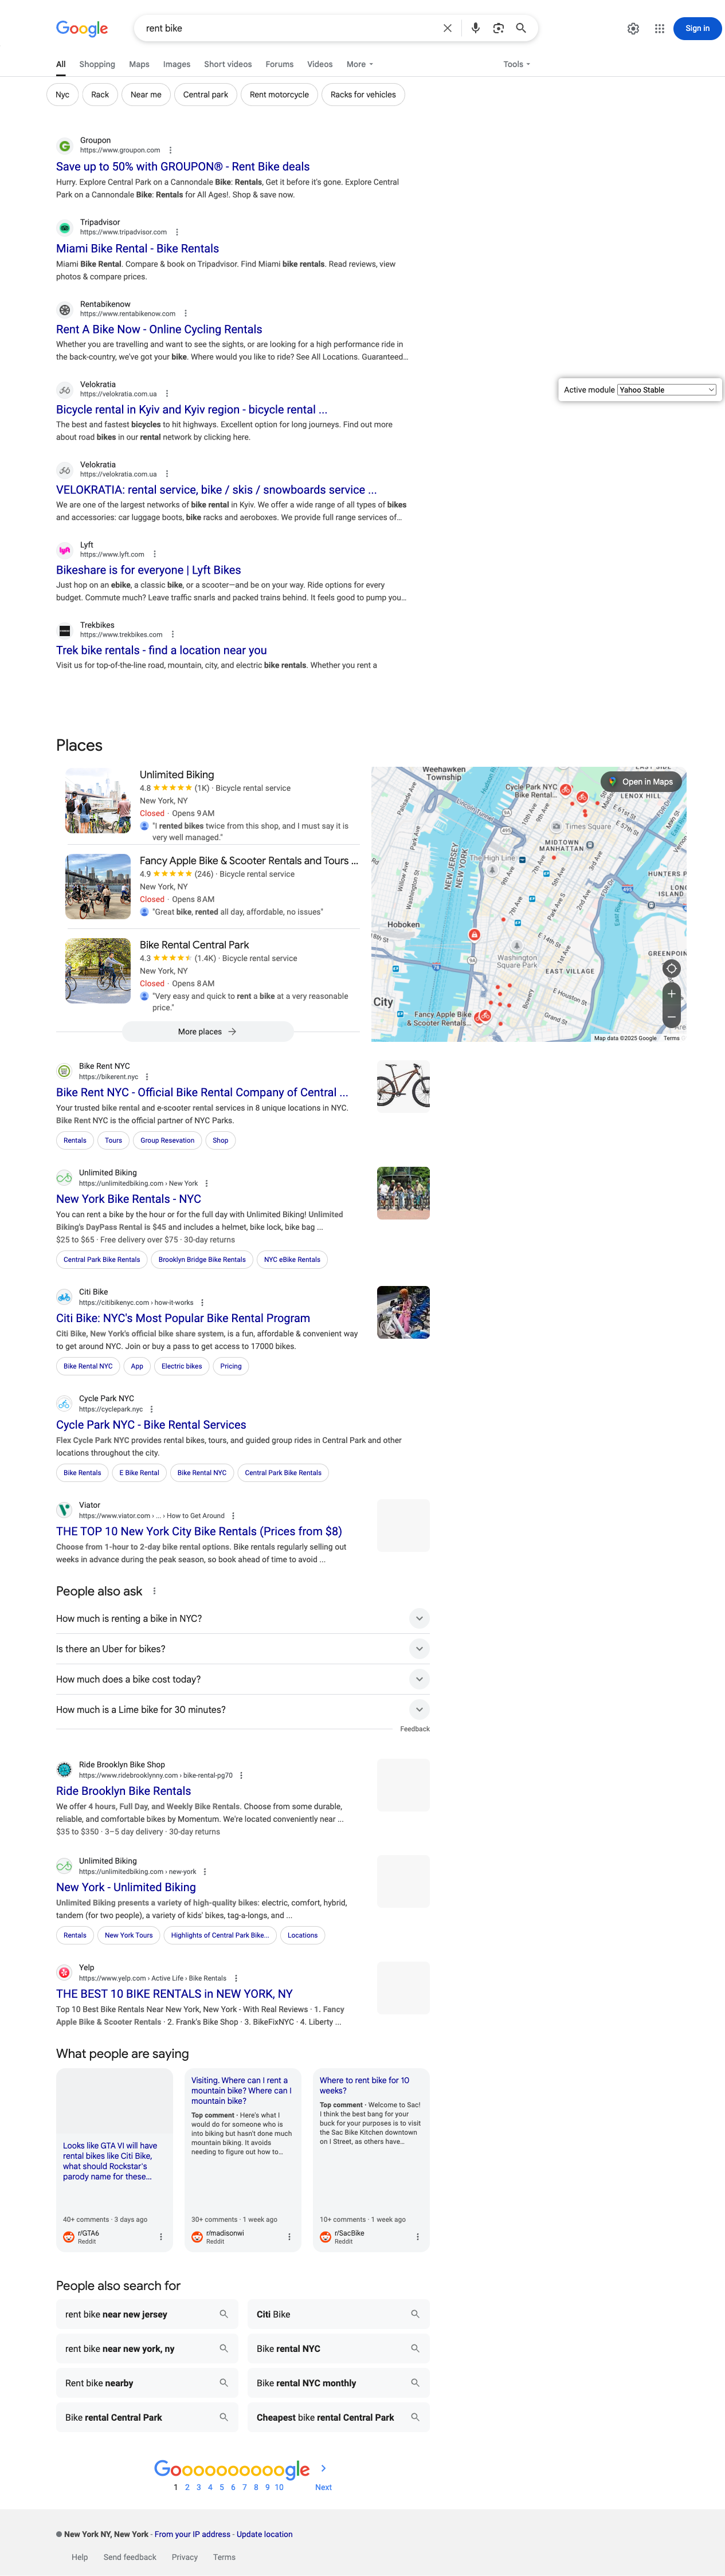 Google
rent bike
Sign in
All Shopping Maps Images Short videos Forums Videos More Tools
Nyc Rack Near me Central park Rent motorcycle Racks for vehicles
Groupon
https://www.groupon.com
Save up to 50% with GROUPON® - Rent Bike deals
Hurry. Explore Central Park on a Cannondale Bike: Rentals, Get it before it's gone. Explore Central
Park on a Cannondale Bike: Rentals for All Ages!. Shop & save now.
Tripadvisor
https://www.tripadvisor.com
Miami Bike Rental - Bike Rentals
Miami Bike Rental. Compare & book on Tripadvisor. Find Miami bike rentals. Read reviews, view
photos & compare prices.
Rentabikenow
https://www.rentabikenow.com
Rent A Bike Now - Online Cycling Rentals
Whether you are travelling and want to see the sights, or are looking for a high performance ride in
the back-country, we've got your bike. Where would you like to ride? See All Locations. Guaranteed...
Active module Yahoo Stable
Velokratia
https://velokratia.com.ua
Bicycle rental in Kyiv and Kyiv region - bicycle rental ...
The best and fastest bicycles to hit highways. Excellent option for long journeys. Find out more
about road bikes in our rental network by clicking here.
Velokratia
https://velokratia.com.ua
VELOKRATIA: rental service, bike / skis / snowboards service ...
We are one of the largest networks of bike rental in Kyiv. We offer a wide range of all types of bikes
and accessories: car luggage boots, bike racks and aeroboxes. We provide full range services of...
Lyft
https://www.lyft.com
Bikeshare is for everyone | Lyft Bikes
Just hop on an ebike, a classic bike, or a scooter—and be on your way. Ride options for every
budget. Commute much? Leave traffic snarls and packed trains behind. It feels good to pump you...
Trekbikes
https://www.trekbikes.com
Trek bike rentals - find a location near you
Visit us for top-of-the-line road, mountain, city, and electric bike rentals. Whether you rent a
Places
Unlimited Biking
4.8 (1K) · Bicycle rental service
New York, NY
Closed · Opens 9 AM
"I rented bikes twice from this shop, and I must say it is
very well managed."
Fancy Apple Bike & Scooter Rentals and Tours ...
4.9 (246) · Bicycle rental service
New York, NY
Closed · Opens 8 AM
"Great bike, rented all day, affordable, no issues"
Bike Rental Central Park
4.3 (1.4K) · Bicycle rental service
New York, NY
Closed · Opens 8 AM
"Very easy and quick to rent a bike at a very reasonable
price."
More places
Weehawken
Township
Cycle Park NYC
Bike Rental...
Open in Maps
LENOX HILL
Times Square
MIDTOWN
MANHATTAN
The High Line
NEW JERSEY
NEW YORK
HUNTERS P
LONG
ISLAND
Hoboken
Washington
Square Park
GREENPOIN
EAST VILLAGE
City
E Houston St
Bowery
Fancy Apple Bike
& Scooter Rentals...
Map data ©2025 Google Terms
Bike Rent NYC
https://bikerent.nyc
Bike Rent NYC - Official Bike Rental Company of Central ...
Your trusted bike rental and e-scooter rental services in 8 unique locations in NYC.
Bike Rent NYC is the official partner of NYC Parks.
Rentals Tours Group Resevation Shop
Unlimited Biking
https://unlimitedbiking.com › New York
New York Bike Rentals - NYC
You can rent a bike by the hour or for the full day with Unlimited Biking! Unlimited
Biking's DayPass Rental is $45 and includes a helmet, bike lock, bike bag ...
$25 to $65 · Free delivery over $75 · 30-day returns
Central Park Bike Rentals Brooklyn Bridge Bike Rentals NYC eBike Rentals
Citi Bike
https://citibikenyc.com › how-it-works
Citi Bike: NYC's Most Popular Bike Rental Program
Citi Bike, New York's official bike share system, is a fun, affordable & convenient way
to get around NYC. Join or buy a pass to get access to 17000 bikes.
Bike Rental NYC App Electric bikes Pricing
Cycle Park NYC
https://cyclepark.nyc
Cycle Park NYC - Bike Rental Services
Flex Cycle Park NYC provides rental bikes, tours, and guided group rides in Central Park and other
locations throughout the city.
Bike Rentals E Bike Rental Bike Rental NYC Central Park Bike Rentals
Viator
https://www.viator.com › ... › How to Get Around
THE TOP 10 New York City Bike Rentals (Prices from $8)
Choose from 1-hour to 2-day bike rental options. Bike rentals regularly selling out
weeks in advance during the peak season, so book ahead of time to avoid ...
People also ask
How much is renting a bike in NYC?
Is there an Uber for bikes?
How much does a bike cost today?
How much is a Lime bike for 30 minutes?
Feedback
Ride Brooklyn Bike Shop
https://www.ridebrooklynny.com › bike-rental-pg70
Ride Brooklyn Bike Rentals
We offer 4 hours, Full Day, and Weekly Bike Rentals. Choose from some durable,
reliable, and comfortable bikes by Momentum. We're located conveniently near ...
$35 to $350 · 3–5 day delivery · 30-day returns
Unlimited Biking
https://unlimitedbiking.com › new-york
New York - Unlimited Biking
Unlimited Biking presents a variety of high-quality bikes: electric, comfort, hybrid,
tandem (for two people), a variety of kids' bikes, tag-a-longs, and ...
Rentals New York Tours Highlights of Central Park Bike... Locations
Yelp
https://www.yelp.com › Active Life › Bike Rentals
THE BEST 10 BIKE RENTALS in NEW YORK, NY
Top 10 Best Bike Rentals Near New York, New York - With Real Reviews · 1. Fancy
Apple Bike & Scooter Rentals · 2. Frank's Bike Shop · 3. BikeFixNYC · 4. Liberty ...
What people are saying
Looks like GTA VI will have
rental bikes like Citi Bike,
what should Rockstar's
parody name for these...
40+ comments · 3 days ago
r/GTA6
Reddit
Visiting. Where can I rent a
mountain bike? Where can I
mountain bike?
Top comment · Here's what I
would do for someone who is
into biking but hasn't done much
mountain biking. It avoids
needing to figure out how to...
30+ comments · 1 week ago
r/madisonwi
Reddit
Where to rent bike for 10
weeks?
Top comment · Welcome to Sac!
I think the best bang for your
buck for your purposes is to visit
the Sac Bike Kitchen downtown
on I Street, as others have...
10+ comments · 1 week ago
r/SacBike
Reddit
People also search for
rent bike near new jersey
Citi Bike
rent bike near new york, ny
Bike rental NYC
Rent bike nearby
Bike rental NYC monthly
Bike rental Central Park
Cheapest bike rental Central Park
Goooooooooogle
1 2 3 4 5 6 7 8 9 10 Next
New York NY, New York - From your IP address - Update location
Help Send feedback Privacy Terms